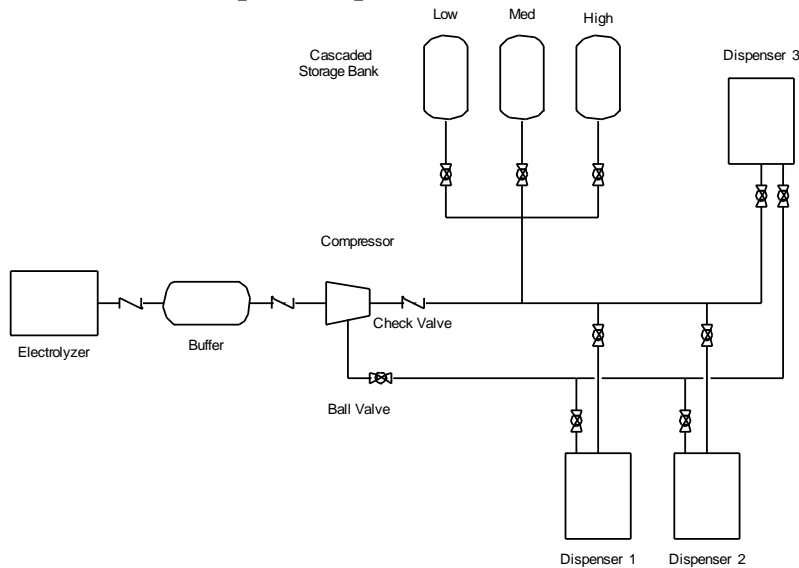 Low
Med
High
Cascaded
Storage Bank
Dispenser 3
Compressor
Check Valve
Electrolyzer
Buffer
Ball Valve
Dispenser 1
Dispenser 2